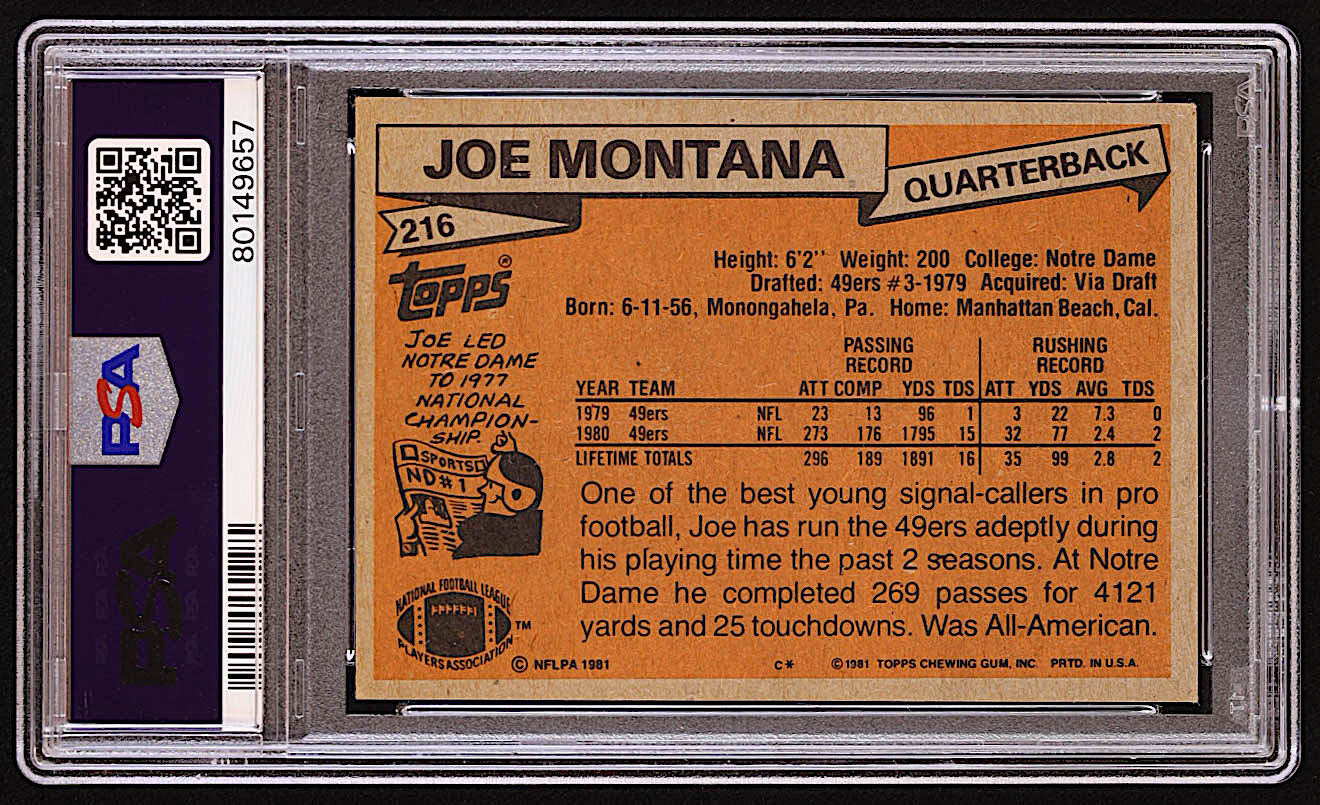 80149657
PSA
PSA
JOE MONTANA
QUARTERBACK
216
TOPPS®
Height: 6'2'' Weight: 200 College: Notre Dame
Drafted: 49ers #3-1979 Acquired: Via Draft
Born: 6-11-56, Monongahela, Pa. Home: Manhattan Beach, Cal.
JOE LED
NOTRE DAME
TO 1977
NATIONAL
CHAMPION-
SHIP.
SPORTS
ND #1
PASSING RUSHING
RECORD RECORD
YEAR TEAM ATT COMP YDS TDS ATT YDS AVG TDS
1979 49ers NFL 23 13 96 1 3 22 7.3 0
1980 49ers NFL 273 176 1795 15 32 77 2.4 2
LIFETIME TOTALS 296 189 1891 16 35 99 2.8 2
One of the best young signal-callers in pro
football, Joe has run the 49ers adeptly during
his playing time the past 2 seasons. At Notre
Dame he completed 269 passes for 4121
yards and 25 touchdowns. Was All-American.
NATIONAL FOOTBALL LEAGUE
PLAYERS ASSOCIATION
TM
© NFLPA 1981
C*
©1981 TOPPS CHEWING GUM, INC. PRTD. IN U.S.A.
PSA